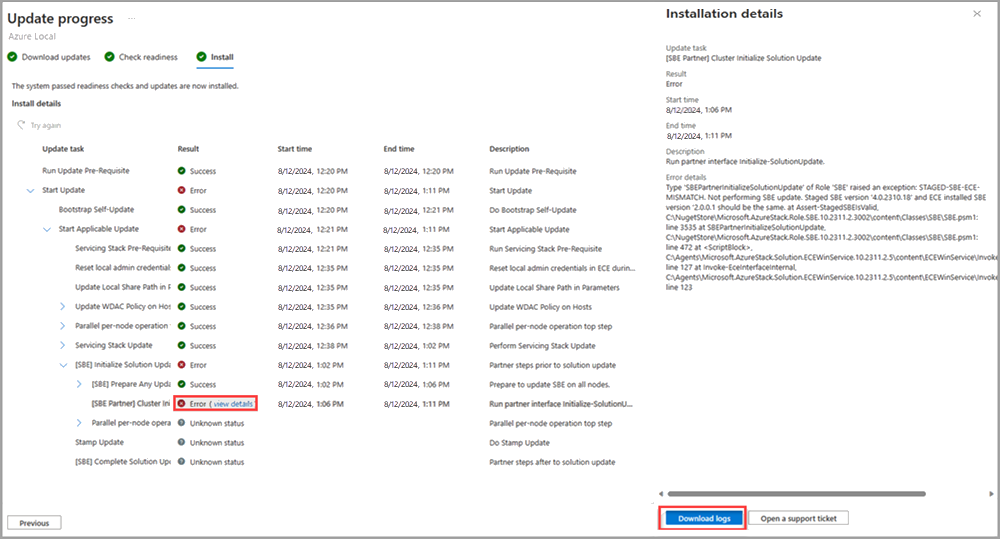 Update progress ...
Azure Local
Download updates Check readiness Install
The system passed readiness checks and updates are now installed.
Install details
Try again
Update task Result Start time End time Description
Run Update Pre-Requisite Success 8/12/2024, 12:20 PM 8/12/2024, 12:20 PM Run Update Pre-Requisite
Start Update Error 8/12/2024, 12:20 PM 8/12/2024, 1:11 PM Start Update
Bootstrap Self-Update Success 8/12/2024, 12:20 PM 8/12/2024, 12:21 PM Do Bootstrap Self-Update
Start Applicable Update Error 8/12/2024, 12:21 PM 8/12/2024, 1:11 PM Start Applicable Update
Servicing Stack Pre-Requisite Success 8/12/2024, 12:21 PM 8/12/2024, 12:35 PM Run Servicing Stack Pre-Requisite
Reset local admin credential Success 8/12/2024, 12:21 PM 8/12/2024, 12:35 PM Reset local admin credentials in ECE durin...
Update Local Share Path in P Success 8/12/2024, 12:35 PM 8/12/2024, 12:35 PM Update Local Share Path in Parameters
Update WDAC Policy on Hosts Success 8/12/2024, 12:35 PM 8/12/2024, 12:36 PM Update WDAC Policy on Hosts
Parallel per-node operation Success 8/12/2024, 12:36 PM 8/12/2024, 12:38 PM Parallel per-node operation top step
Servicing Stack Update Success 8/12/2024, 12:38 PM 8/12/2024, 1:02 PM Perform Servicing Stack Update
[SBE] Initialize Solution Upda Error 8/12/2024, 1:02 PM 8/12/2024, 1:11 PM Partner steps prior to solution update
[SBE] Prepare Any Upda Success 8/12/2024, 1:02 PM 8/12/2024, 1:06 PM Prepare to update SBE on all nodes.
[SBE Partner] Cluster Ini Error ( view details 8/12/2024, 1:06 PM 8/12/2024, 1:11 PM Run partner interface Initialize-SolutionU...
Parallel per-node opera Unknown status Parallel per-node operation top step
Stamp Update Unknown status Do Stamp Update
[SBE] Complete Solution Up Unknown status Partner steps after to solution update
Previous
Installation details
Update task
[SBE Partner] Cluster Initialize Solution Update
Result
Error
Start time
8/12/2024, 1:06 PM
End time
8/12/2024, 1:11 PM
Description
Run partner interface Initialize-SolutionUpdate.
Error details
Type 'SBEPartnerInitializeSolutionUpdate' of Role 'SBE' raised an exception: STAGED-SBE-ECE-
MISMATCH. Not performing SBE update. Staged SBE version '4.0.2310.18' and ECE installed SBE
version '2.0.0.1 should be the same. at Assert-StagedSBEIsValid,
C:\NugetStore\Microsoft.AzureStack.Role.SBE.10.2311.2.3002\content\Classes\SBE\SBE.psm1:
line 3535 at SBEPartnerInitializeSolutionUpdate,
C:\NugetStore\Microsoft.AzureStack.Role.SBE.10.2311.2.3002\content\Classes\SBE\SBE.psm1:
line 472 at <ScriptBlock>,
C:\Agents\Microsoft.AzureStack.Solution.ECEWinService.10.2311.2.5\content\ECEWinService\Invoke
line 127 at Invoke-EceInterfaceInternal,
C:\Agents\Microsoft.AzureStack.Solution.ECEWinService.10.2311.2.5\content\ECEWinService\Invoke
line 123
Download logs Open a support ticket